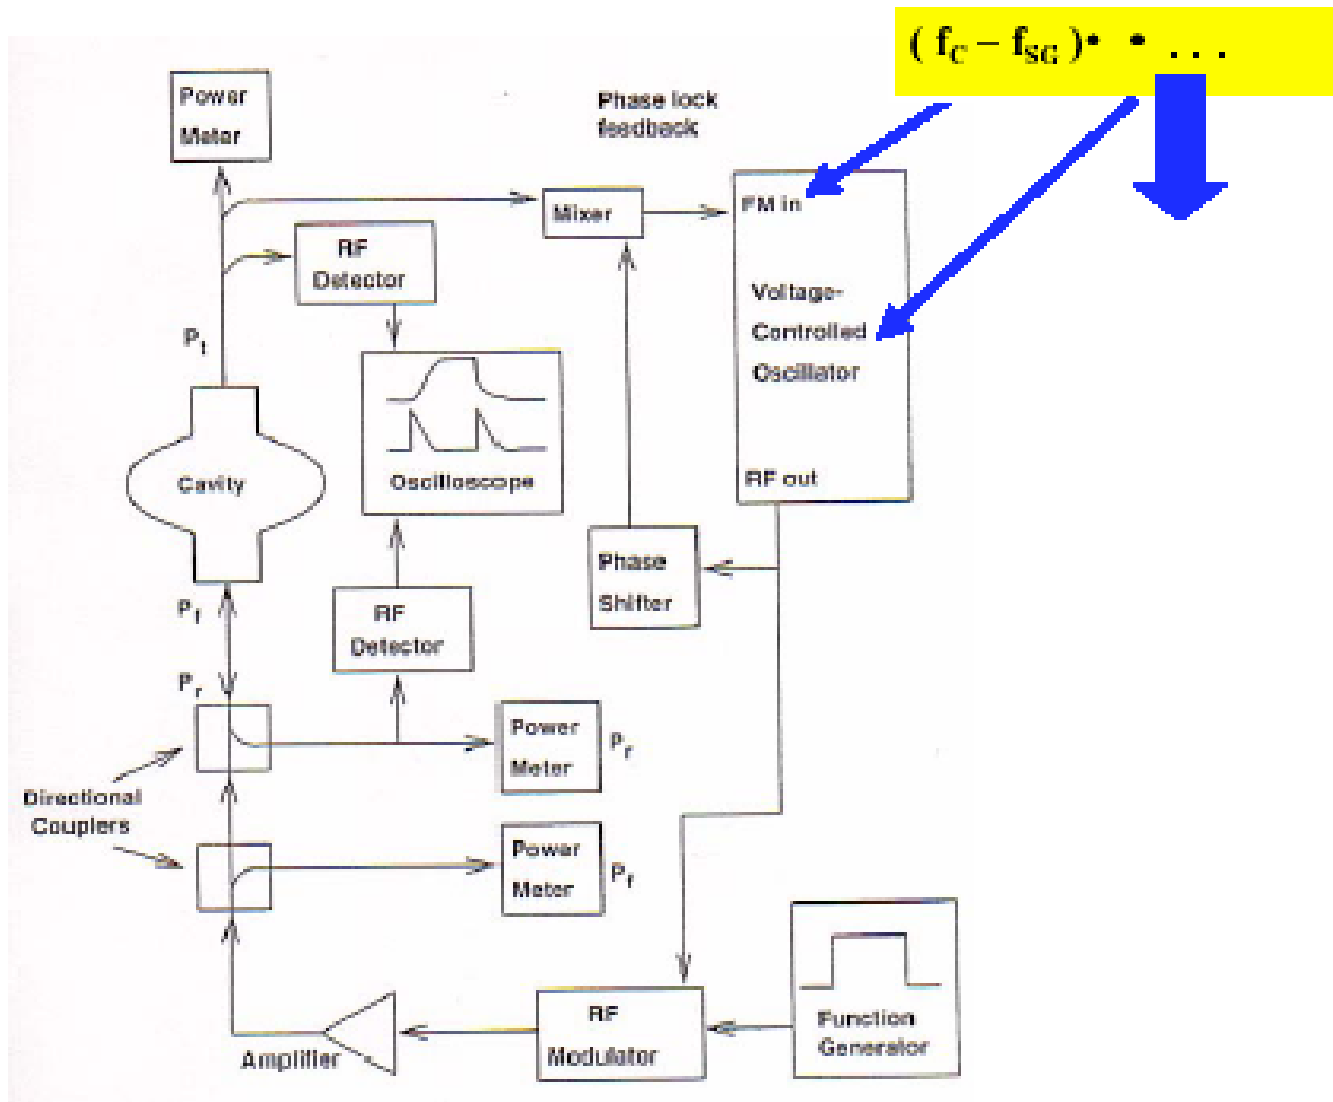 ( f_C – f_SG )• • . . .
Power
Meter
Phase lock
feedback
Mixer
FM in
RF
Detector
Voltage-
Controlled
Oscillator
P_t
Cavity
Oscilloscope
RF out
Phase
Shifter
P_f
RF
Detector
P_r
Power
Meter
P_r
Directional
Couplers
Power
Meter
P_f
RF
Modulator
Function
Generator
Amplifier